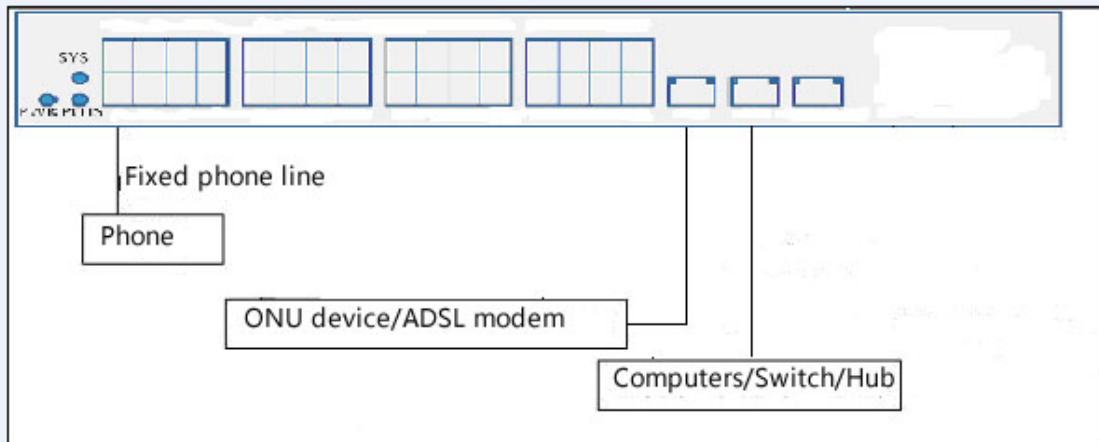 SYS
Fixed phone line
Phone
ONU device/ADSL modem
Computers/Switch/Hub